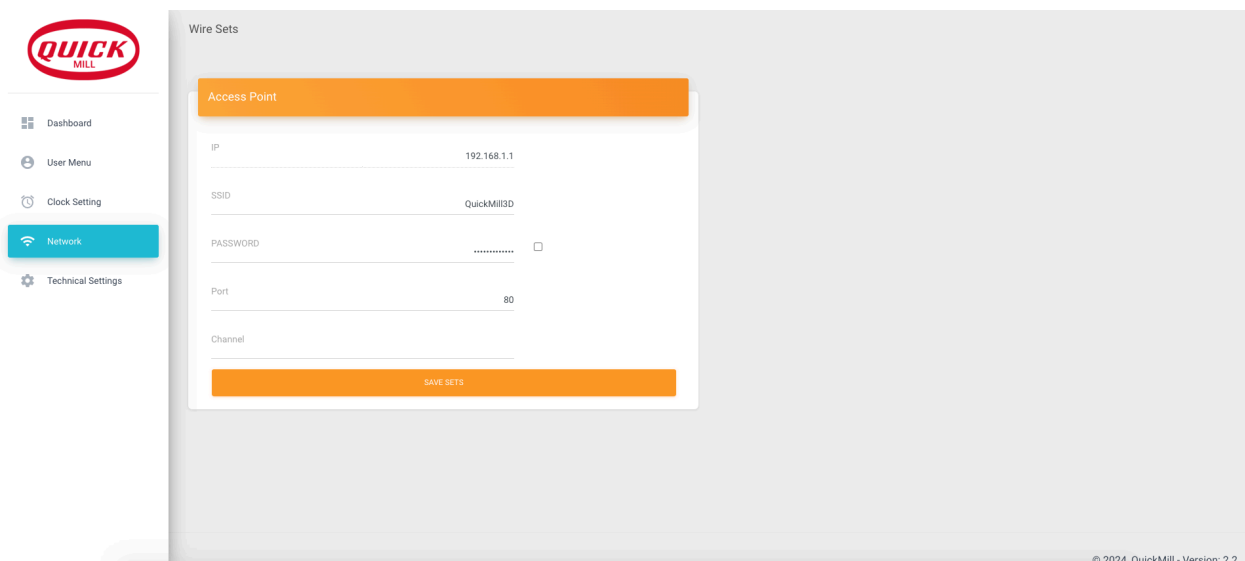 QUICK
MILL
Dashboard
User Menu
Clock Setting
Network
Technical Settings
Wire Sets
Access Point
IP
192.168.1.1
SSID
QuickMill3D
PASSWORD
•••••••••••••
Port
80
Channel
SAVE SETS
© 2024, QuickMill - Version: 2.2